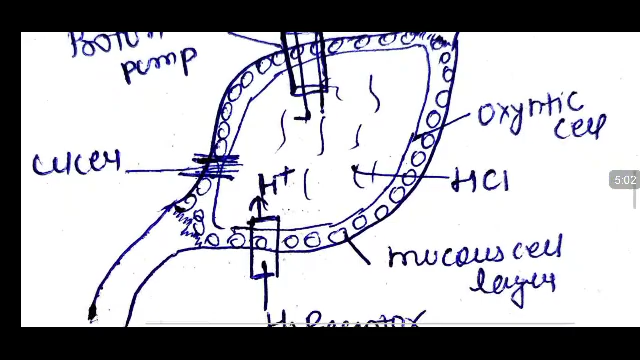 pump
oxyntic
cell
ulcer
H+
HCl
5:02
mucous cell
layer